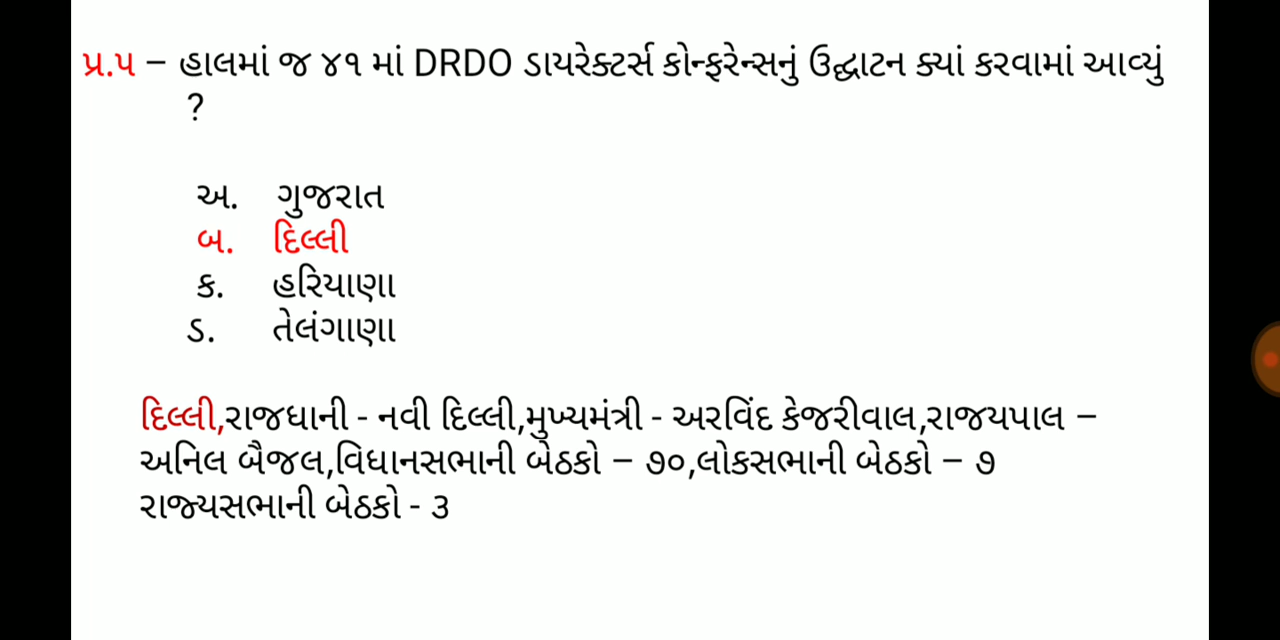 પ્ર.૫ – હાલમાં જ ૪૧ માં DRDO ડાયરેક્ટર્સ કોન્ફરેન્સનું ઉદ્ઘાટન ક્યાં કરવામાં આવ્યું
?
અ. ગુજરાત
બ. દિલ્લી
ક. હરિયાણા
ડ. તેલંગાણા
દિલ્લી,રાજધાની - નવી દિલ્લી,મુખ્યમંત્રી - અરવિંદ કેજરીવાલ,રાજયપાલ –
અનિલ બૈજલ,વિધાનસભાની બેઠકો – ૭૦,લોકસભાની બેઠકો – ૭
રાજ્યસભાની બેઠકો - ૩